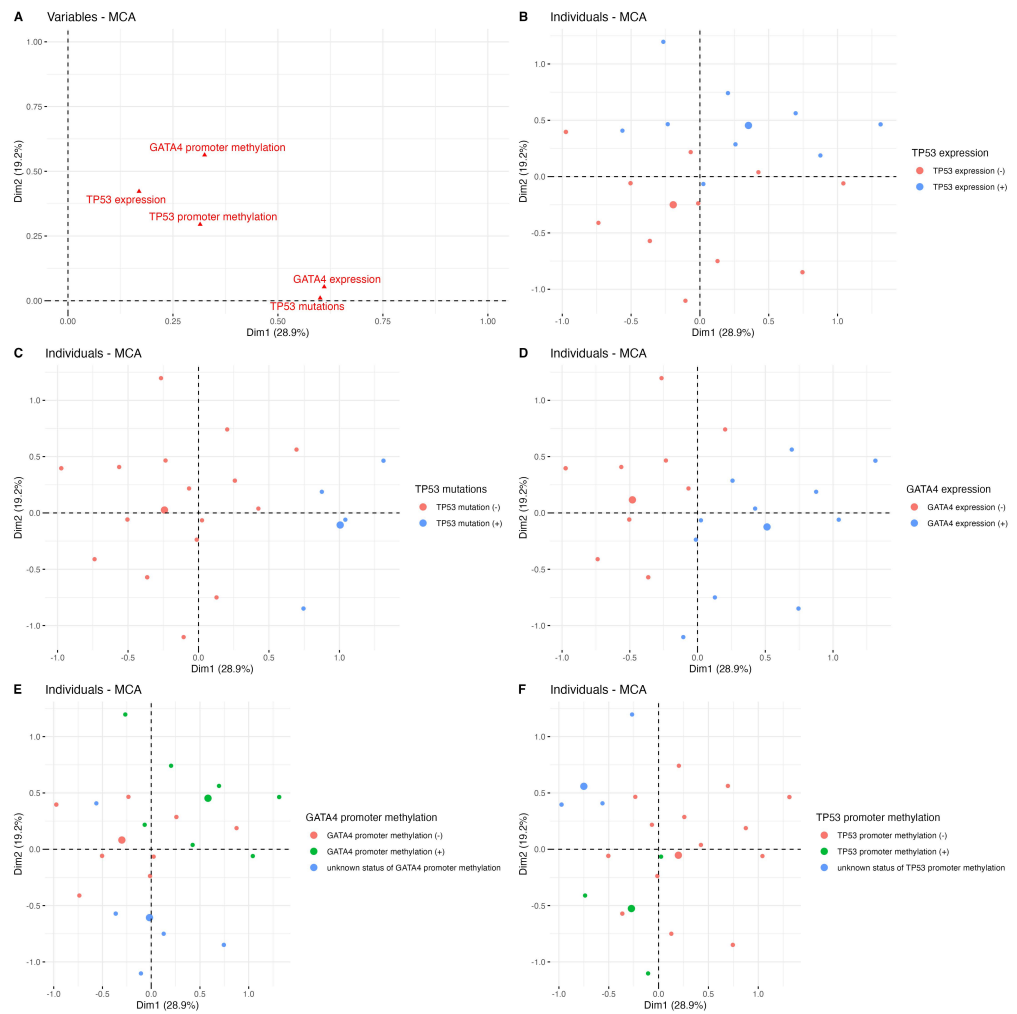 A Variables - MCA
1.00
0.75
0.50
0.25
0.00
Dim2 (19.2%)
GATA4 promoter methylation
TP53 expression
TP53 promoter methylation
GATA4 expression
TP53 mutations
0.00 0.25 0.50 0.75 1.00
Dim1 (28.9%)
B Individuals - MCA
1.0
0.5
0.0
-0.5
-1.0
Dim2 (19.2%)
-1.0 -0.5 0.0 0.5 1.0
Dim1 (28.9%)
TP53 expression
TP53 expression (-)
TP53 expression (+)
C Individuals - MCA
1.0
0.5
0.0
-0.5
-1.0
Dim2 (19.2%)
-1.0 -0.5 0.0 0.5 1.0
Dim1 (28.9%)
TP53 mutations
TP53 mutation (-)
TP53 mutation (+)
D Individuals - MCA
1.0
0.5
0.0
-0.5
-1.0
Dim2 (19.2%)
-1.0 -0.5 0.0 0.5 1.0
Dim1 (28.9%)
GATA4 expression
GATA4 expression (-)
GATA4 expression (+)
E Individuals - MCA
1.0
0.5
0.0
-0.5
-1.0
Dim2 (19.2%)
-1.0 -0.5 0.0 0.5 1.0
Dim1 (28.9%)
GATA4 promoter methylation
GATA4 promoter methylation (-)
GATA4 promoter methylation (+)
unknown status of GATA4 promoter methylation
F Individuals - MCA
1.0
0.5
0.0
-0.5
-1.0
Dim2 (19.2%)
-1.0 -0.5 0.0 0.5 1.0
Dim1 (28.9%)
TP53 promoter methylation
TP53 promoter methylation (-)
TP53 promoter methylation (+)
unknown status of TP53 promoter methylation